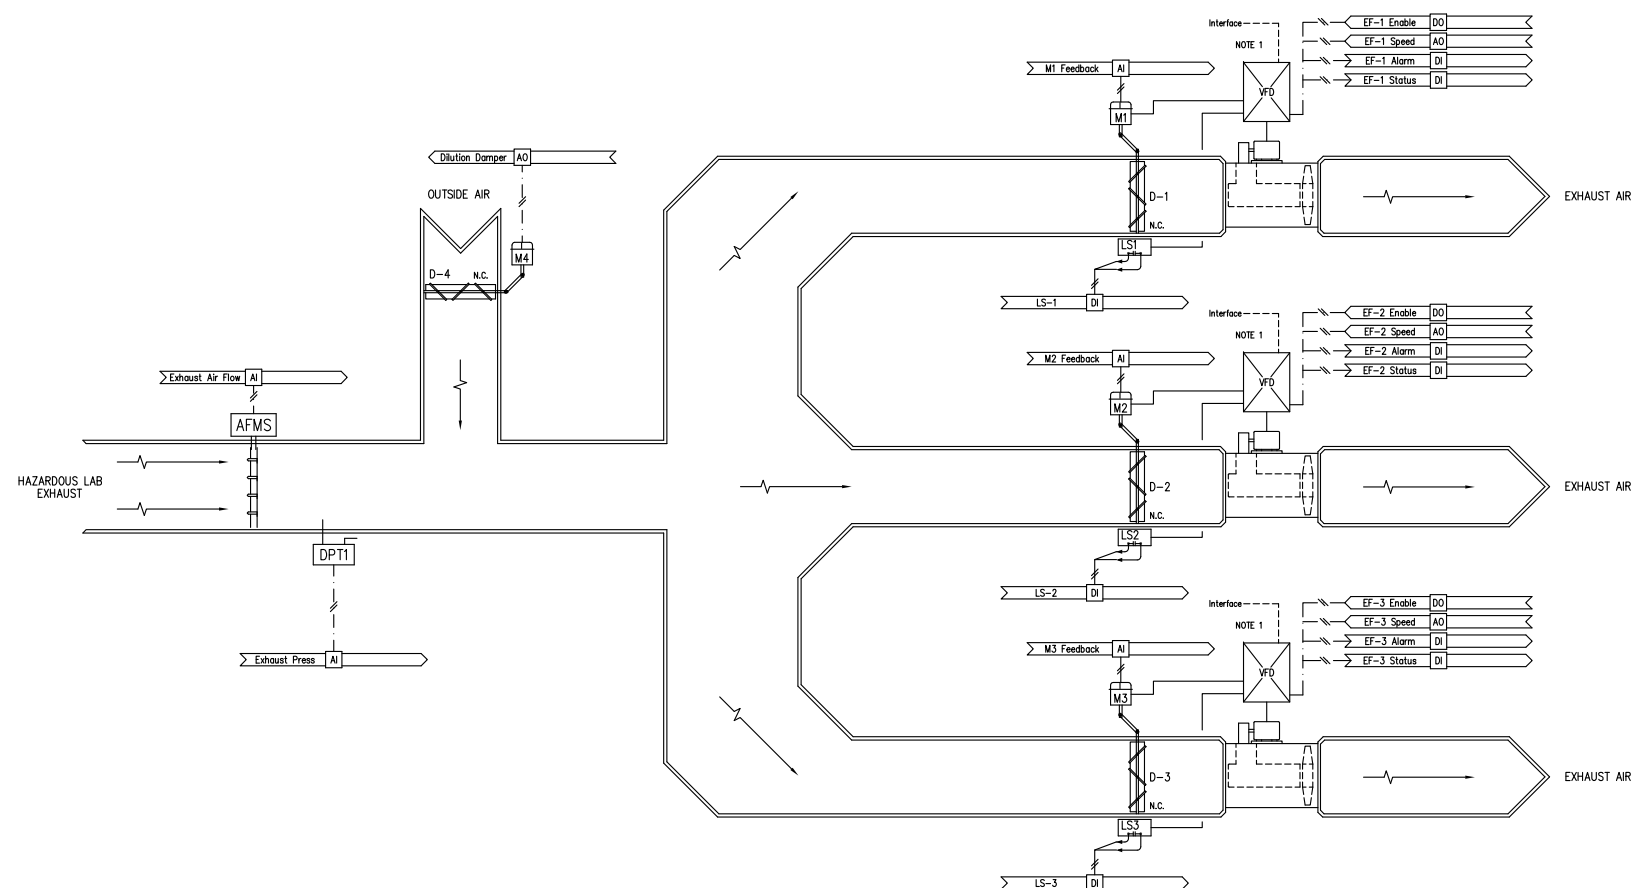 Interface
NOTE 1
EF-1 Enable DO
EF-1 Speed AO
EF-1 Alarm DI
EF-1 Status DI
M1 Feedback AI
VFD
M1
Dilution Damper AO
OUTSIDE AIR
D-1
EXHAUST AIR
N.C.
LS1
M4
D-4 N.C.
LS-1 DI
Interface
NOTE 1
EF-2 Enable DO
EF-2 Speed AO
EF-2 Alarm DI
EF-2 Status DI
M2 Feedback AI
VFD
M2
Exhaust Air Flow AI
AFMS
HAZARDOUS LAB
EXHAUST
D-2
EXHAUST AIR
N.C.
LS2
DPT1
LS-2 DI
Interface
NOTE 1
EF-3 Enable DO
EF-3 Speed AO
EF-3 Alarm DI
EF-3 Status DI
M3 Feedback AI
Exhaust Press AI
VFD
M3
D-3
EXHAUST AIR
N.C.
LS3
LS-3 DI